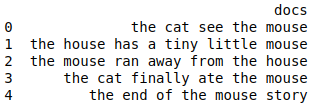 docs
0 the cat see the mouse
1 the house has a tiny little mouse
2 the mouse ran away from the house
3 the cat finally ate the mouse
4 the end of the mouse story